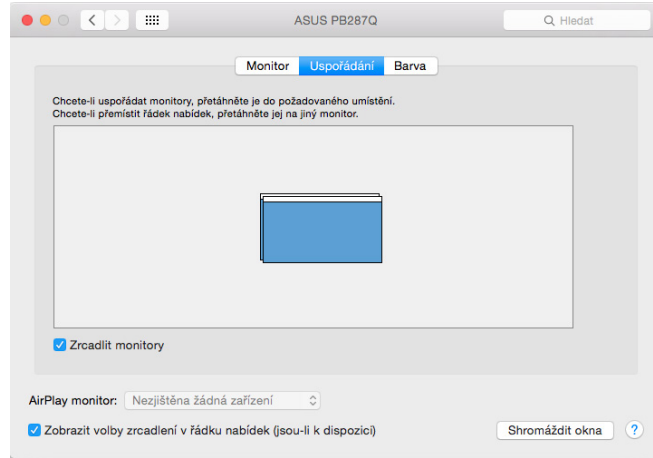 ASUS PB287Q
Hledat
Monitor Uspořádání Barva
Chcete-li uspořádat monitory, přetáhněte je do požadovaného umístění.
Chcete-li přemístit řádek nabídek, přetáhněte jej na jiný monitor.
Zrcadlit monitory
AirPlay monitor: Nezjištěna žádná zařízení
Zobrazit volby zrcadlení v řádku nabídek (jsou-li k dispozici)
Shromáždit okna ?